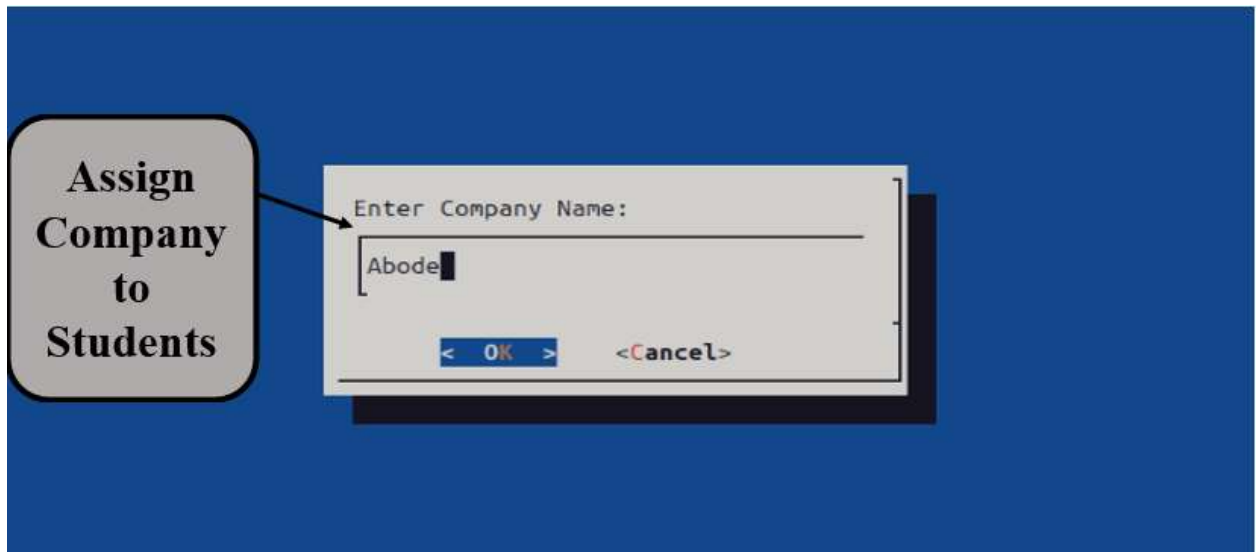 Assign
Company
to
Students
Enter Company Name:
Abode
< OK > <Cancel>